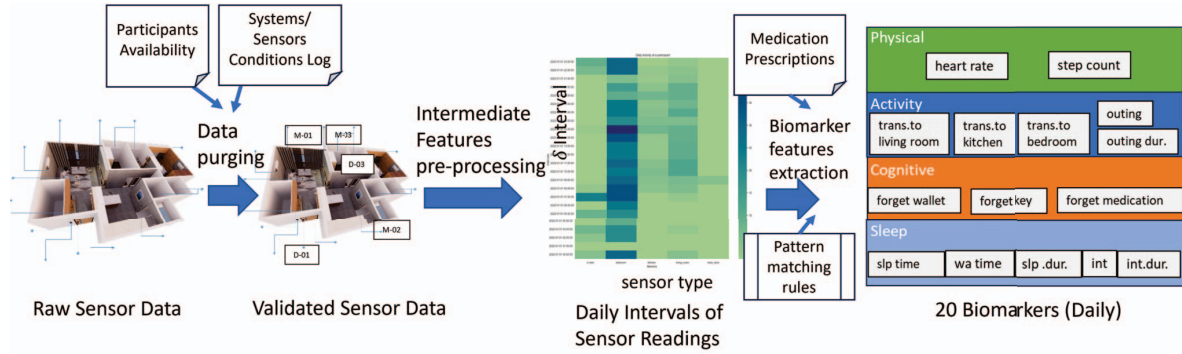 Participants
Availability
Systems/
Sensors
Conditions Log
Data
purging
M-01
M-03
D-03
M-02
D-01
Raw Sensor Data
Validated Sensor Data
Intermediate
Features
pre-processing
δ Interval
sensor type
Daily Intervals of
Sensor Readings
Medication
Prescriptions
Biomarker
features
extraction
Pattern
matching
rules
Physical
heart rate
step count
Activity
trans.to
living room
trans.to
kitchen
trans.to
bedroom
outing
outing dur.
Cognitive
forget wallet
forget key
forget medication
Sleep
slp time
wa time
slp .dur.
int
int.dur.
20 Biomarkers (Daily)